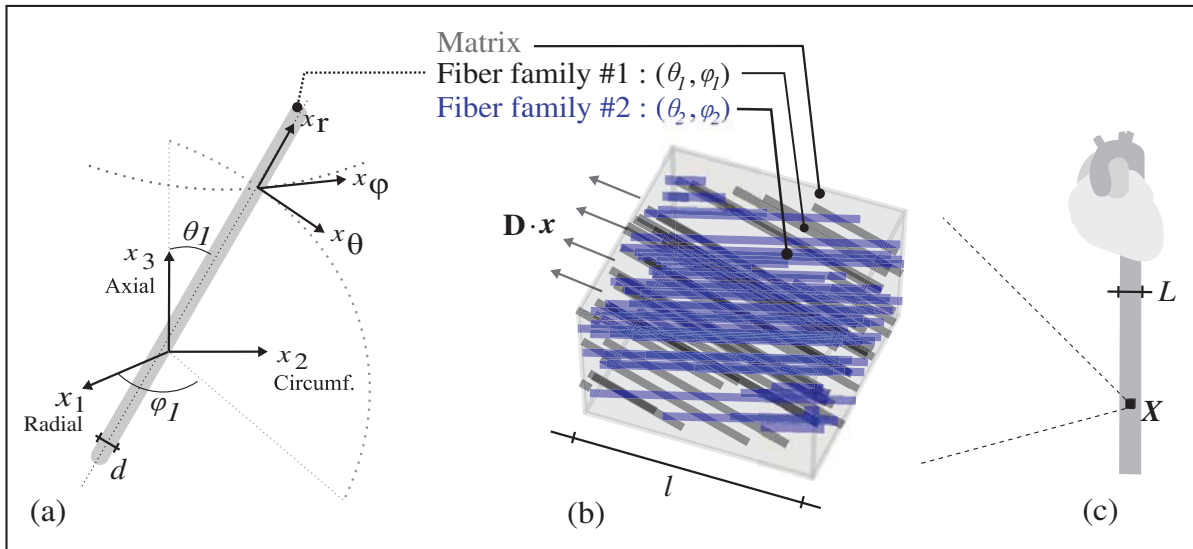 Matrix
Fiber family #1 : (θ1, φ1)
Fiber family #2 : (θ2, φ2)
xr
xφ
xθ
θ1
x3
Axial
x2
Circumf.
x1
Radial
φ1
d
(a)
D·x
l
(b)
L
X
(c)